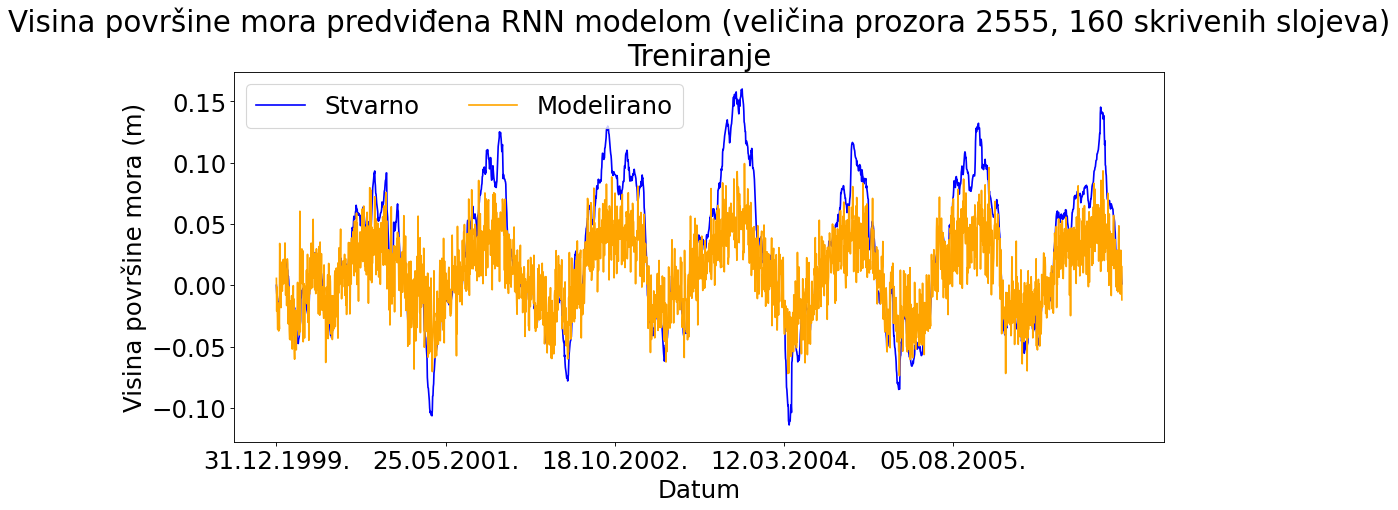 Visina površine mora predviđena RNN modelom (veličina prozora 2555, 160 skrivenih slojeva)
Treniranje
Stvarno Modelirano
Visina površine mora (m)
0.15
0.10
0.05
0.00
−0.05
−0.10
31.12.1999. 25.05.2001. 18.10.2002. 12.03.2004. 05.08.2005.
Datum